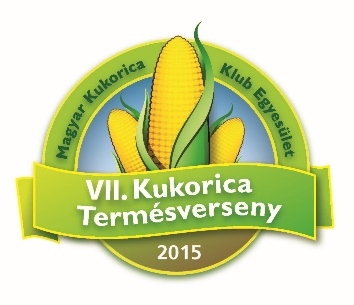 Magyar Kukorica Klub Egyesület
VII. Kukorica
Termésverseny
2015